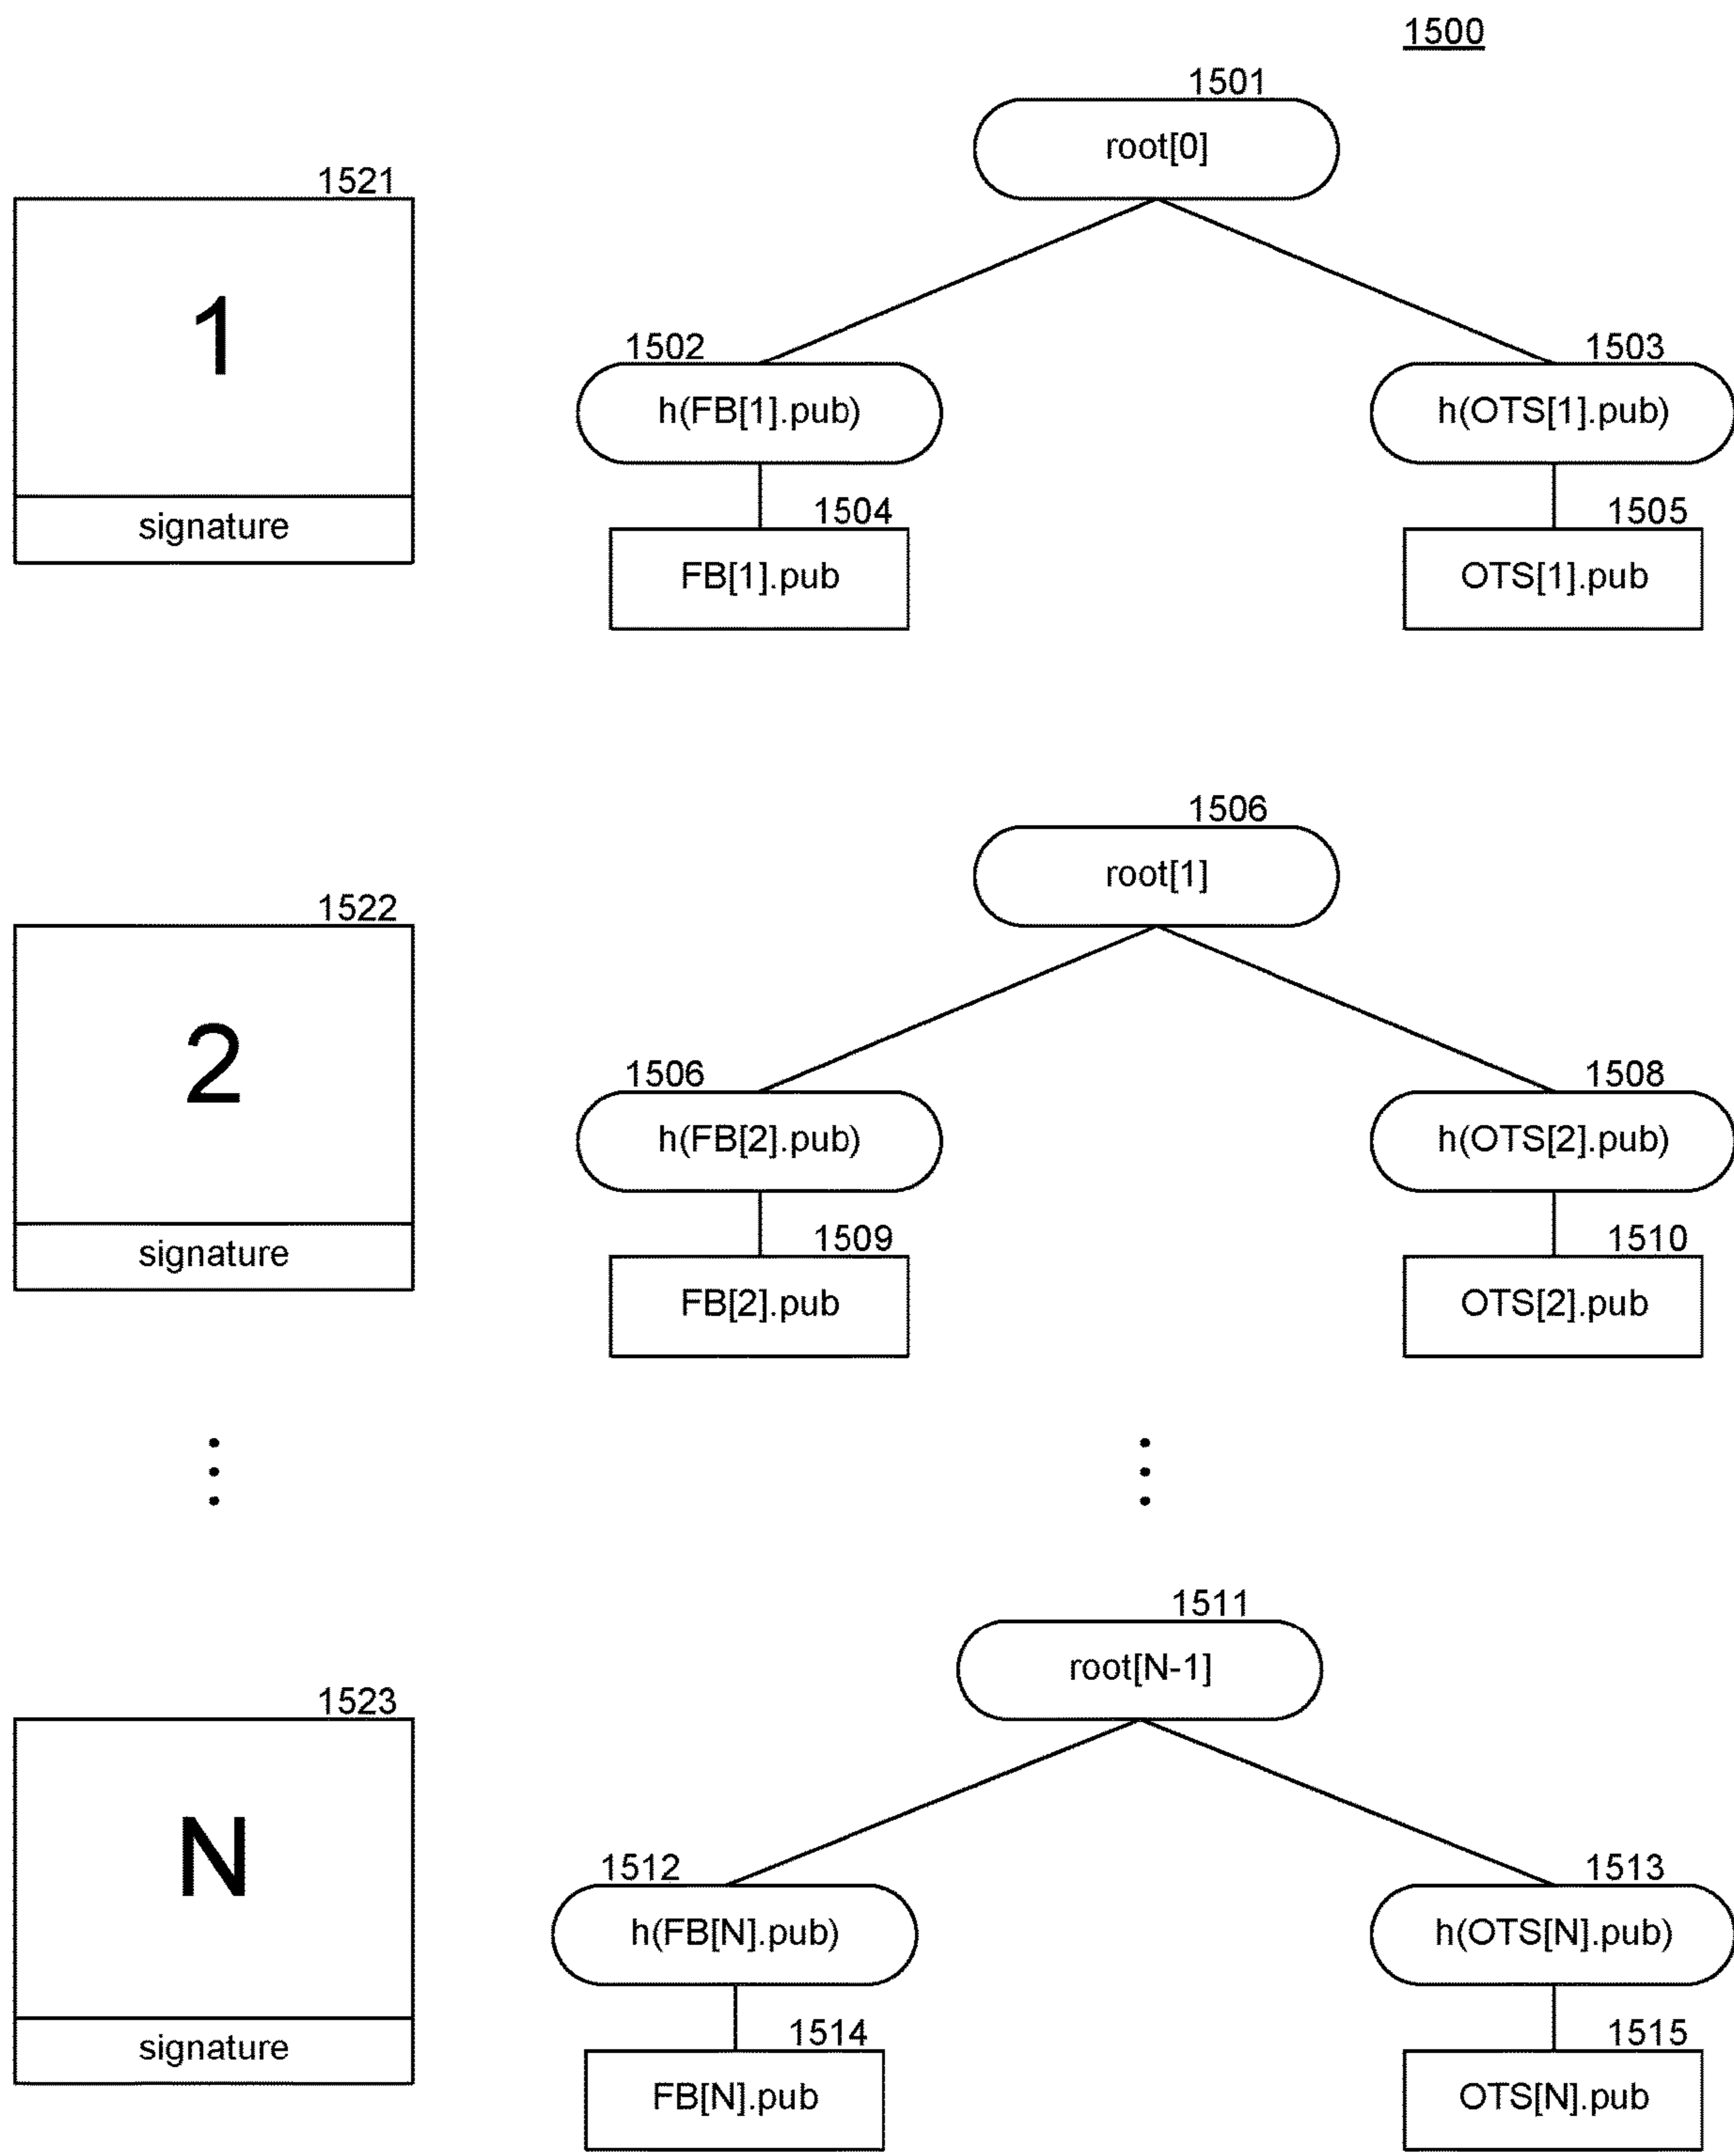 1500
1501
root[0]
1521
1
signature
1502
h(FB[1].pub)
1503
h(OTS[1].pub)
1504
FB[1].pub
1505
OTS[1].pub
1506
root[1]
1522
2
signature
1506
h(FB[2].pub)
1508
h(OTS[2].pub)
1509
FB[2].pub
1510
OTS[2].pub
1511
root[N-1]
1523
N
signature
1512
h(FB[N].pub)
1513
h(OTS[N].pub)
1514
FB[N].pub
1515
OTS[N].pub